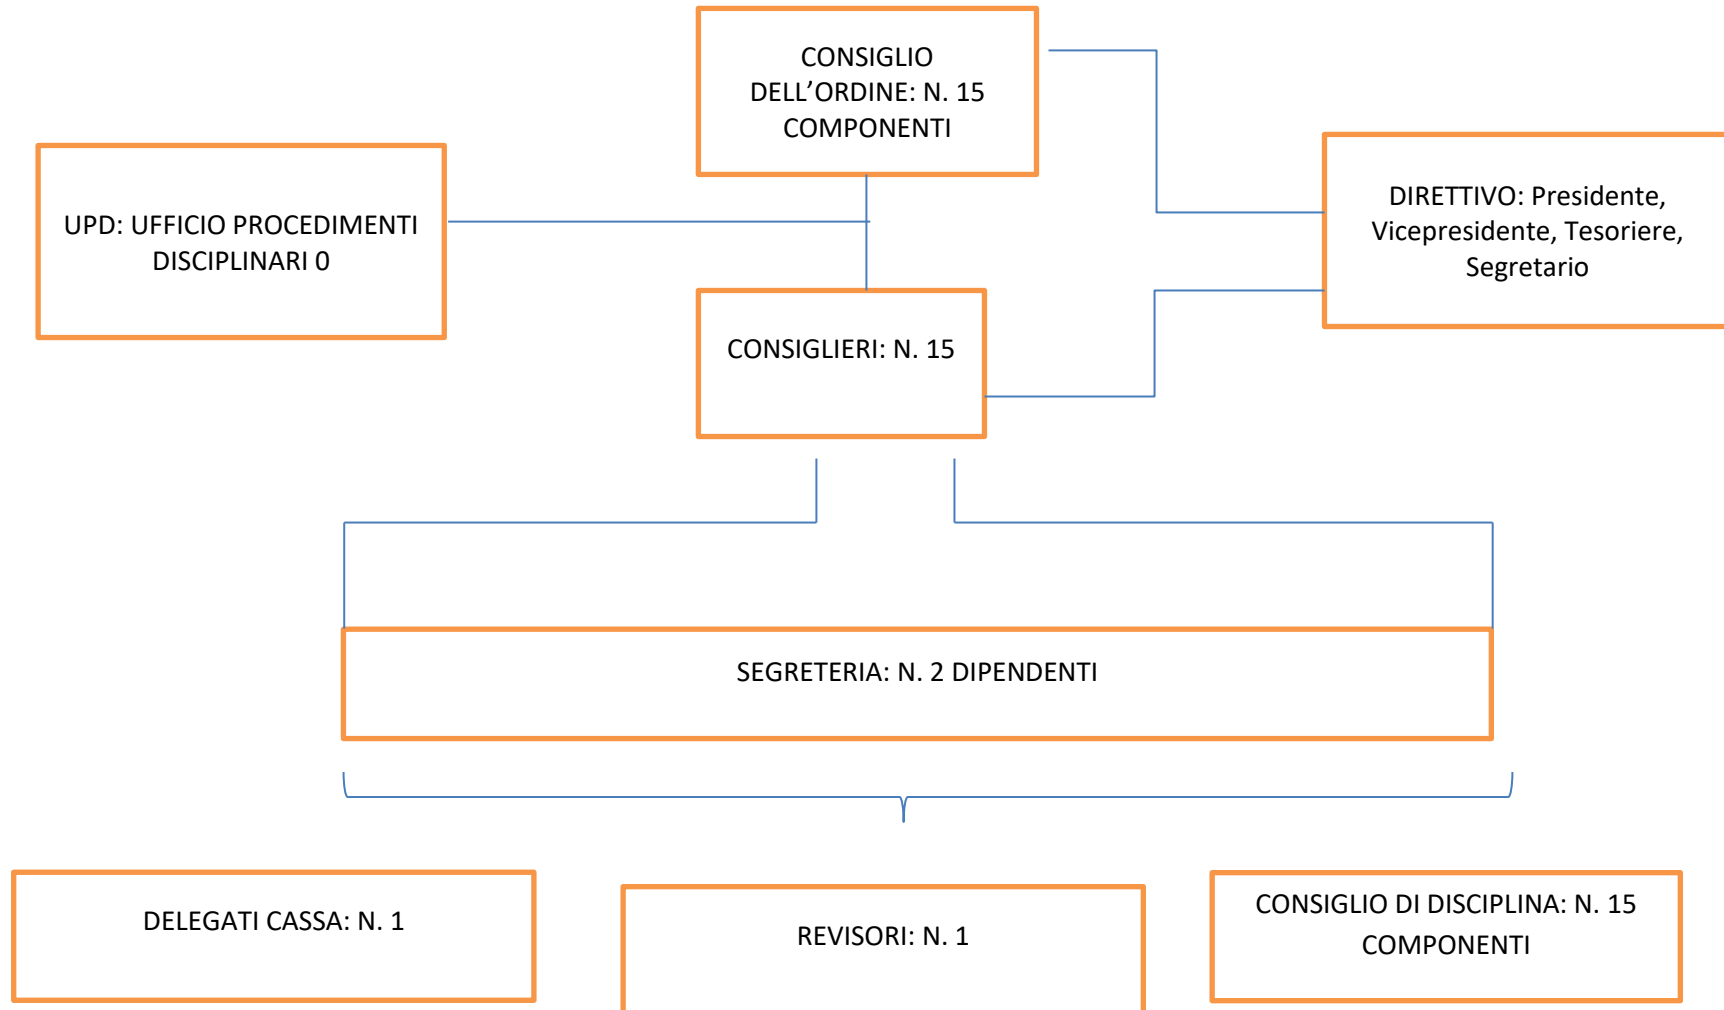 CONSIGLIO
DELL’ORDINE: N. 15
COMPONENTI
UPD: UFFICIO PROCEDIMENTI
DISCIPLINARI 0
DIRETTIVO: Presidente,
Vicepresidente, Tesoriere,
Segretario
CONSIGLIERI: N. 15
SEGRETERIA: N. 2 DIPENDENTI
DELEGATI CASSA: N. 1
REVISORI: N. 1
CONSIGLIO DI DISCIPLINA: N. 15
COMPONENTI